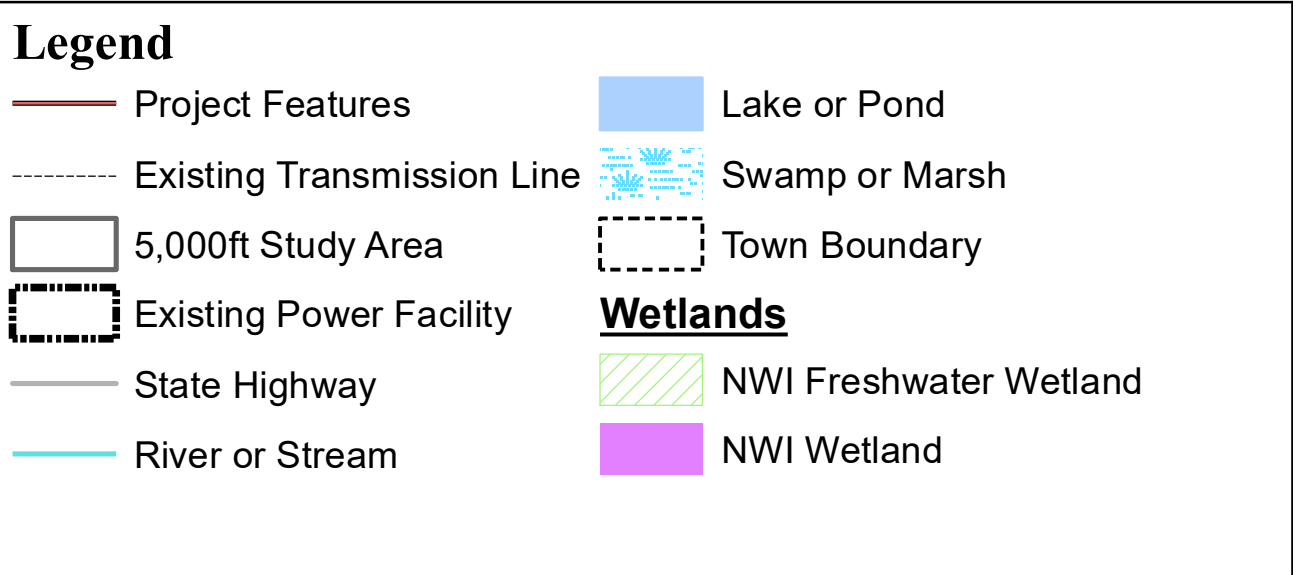 Legend
Project Features
Existing Transmission Line
5,000ft Study Area
Existing Power Facility
State Highway
River or Stream
Lake or Pond
Swamp or Marsh
Town Boundary
Wetlands
NWI Freshwater Wetland
NWI Wetland